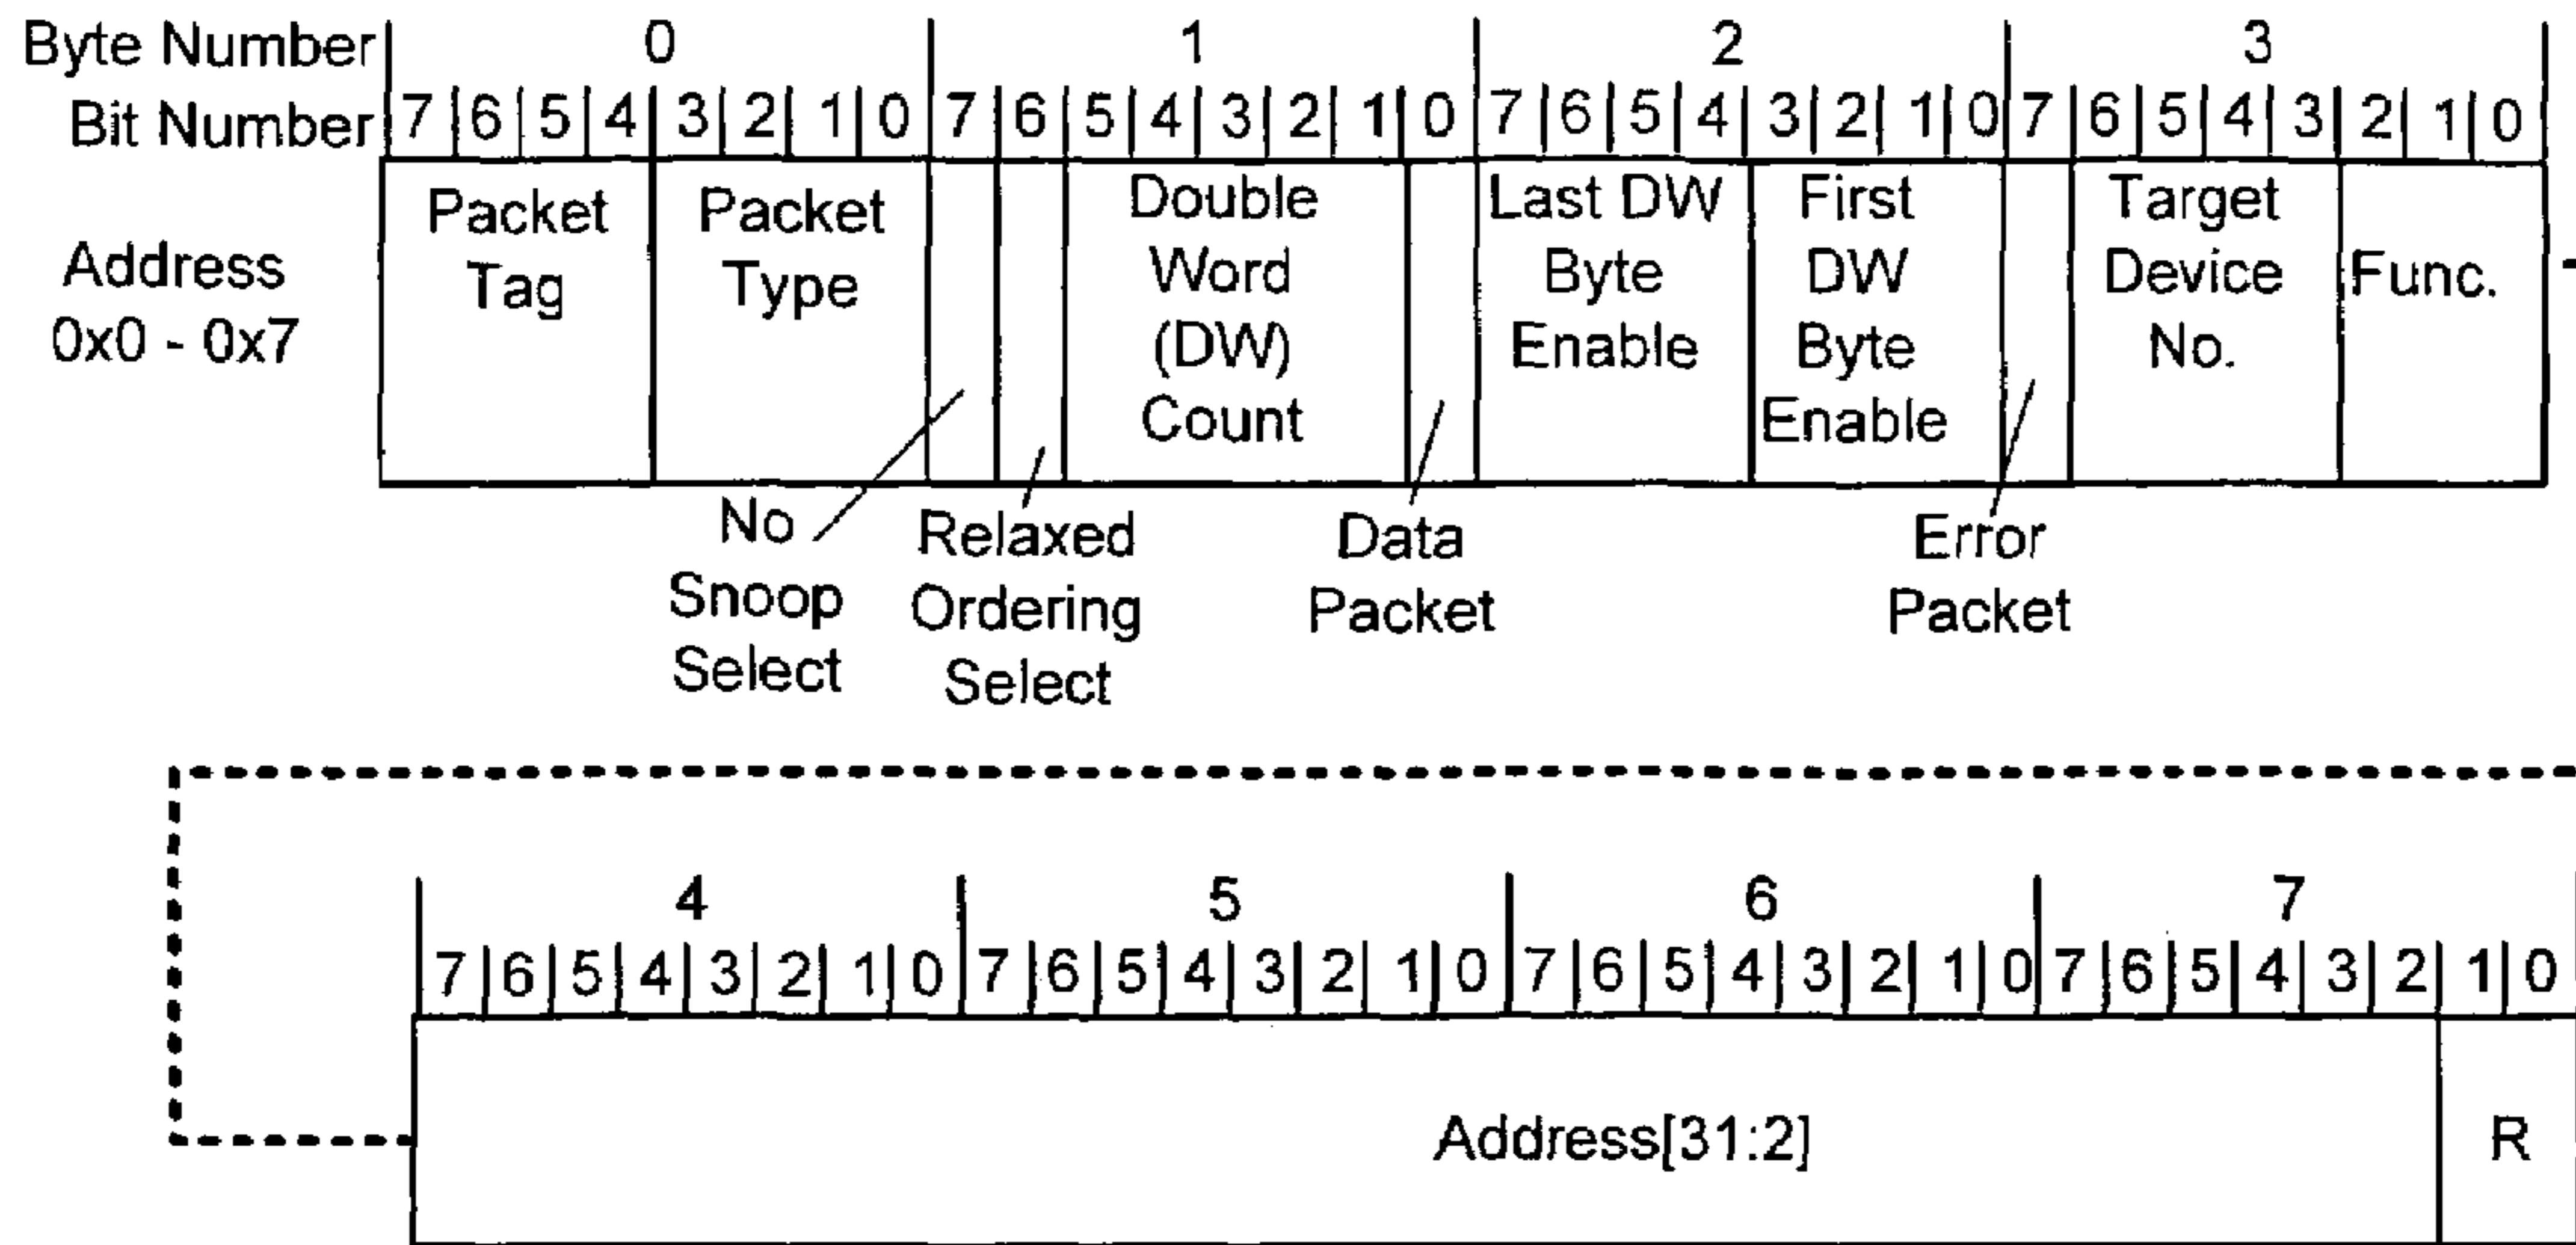 Byte Number 0 1 2 3
Bit Number 7 6 5 4 3 2 1 0 7 6 5 4 3 2 1 0 7 6 5 4 3 2 1 0 7 6 5 4 3 2 1 0
Address
0x0 - 0x7
Packet
Tag
Packet
Type
Double
Word
(DW)
Count
Last DW
Byte
Enable
First
DW
Byte
Enable
Target
Device
No.
Func.
No
Snoop
Select
Relaxed
Ordering
Select
Data
Packet
Error
Packet
4 5 6 7
7 6 5 4 3 2 1 0 7 6 5 4 3 2 1 0 7 6 5 4 3 2 1 0 7 6 5 4 3 2 1 0
Address[31:2]
R